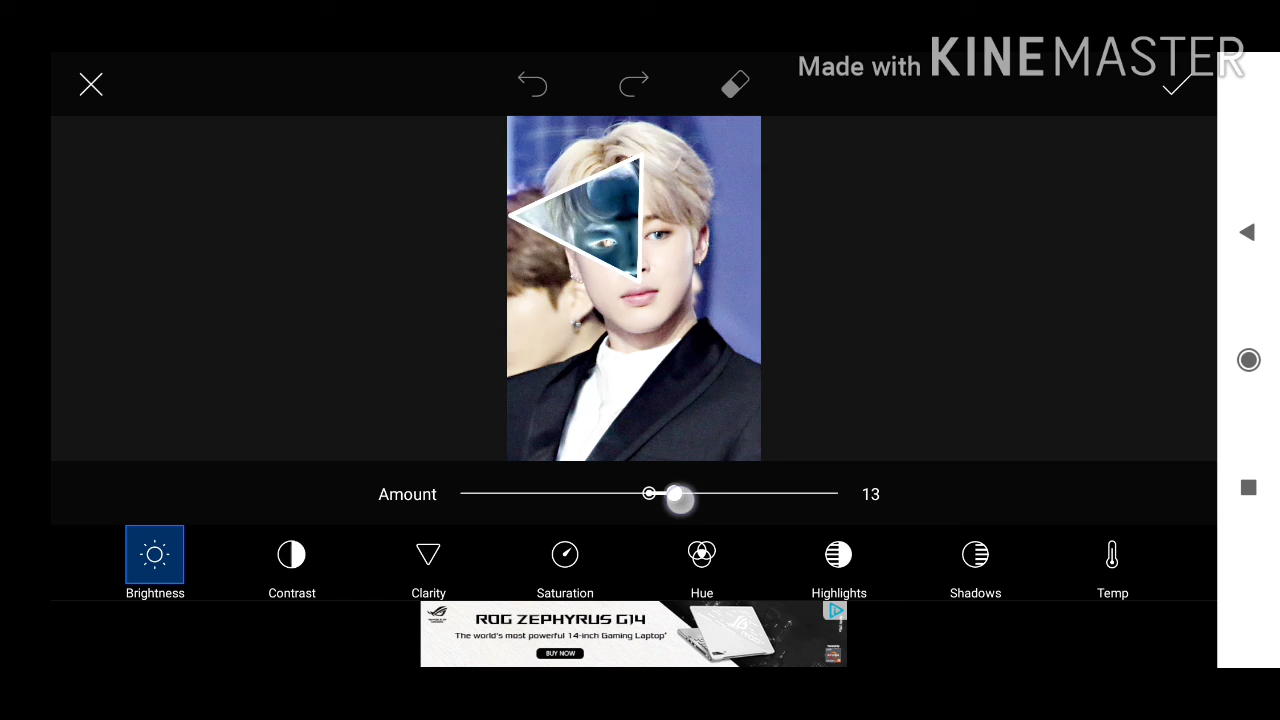 Made with KINEMASTER
Amount 13
Brightness Contrast Clarity Saturation Hue Highlights Shadows Temp
ROG ZEPHYRUS G14
The world's most powerful 14-inch Gaming Laptop*
BUY NOW